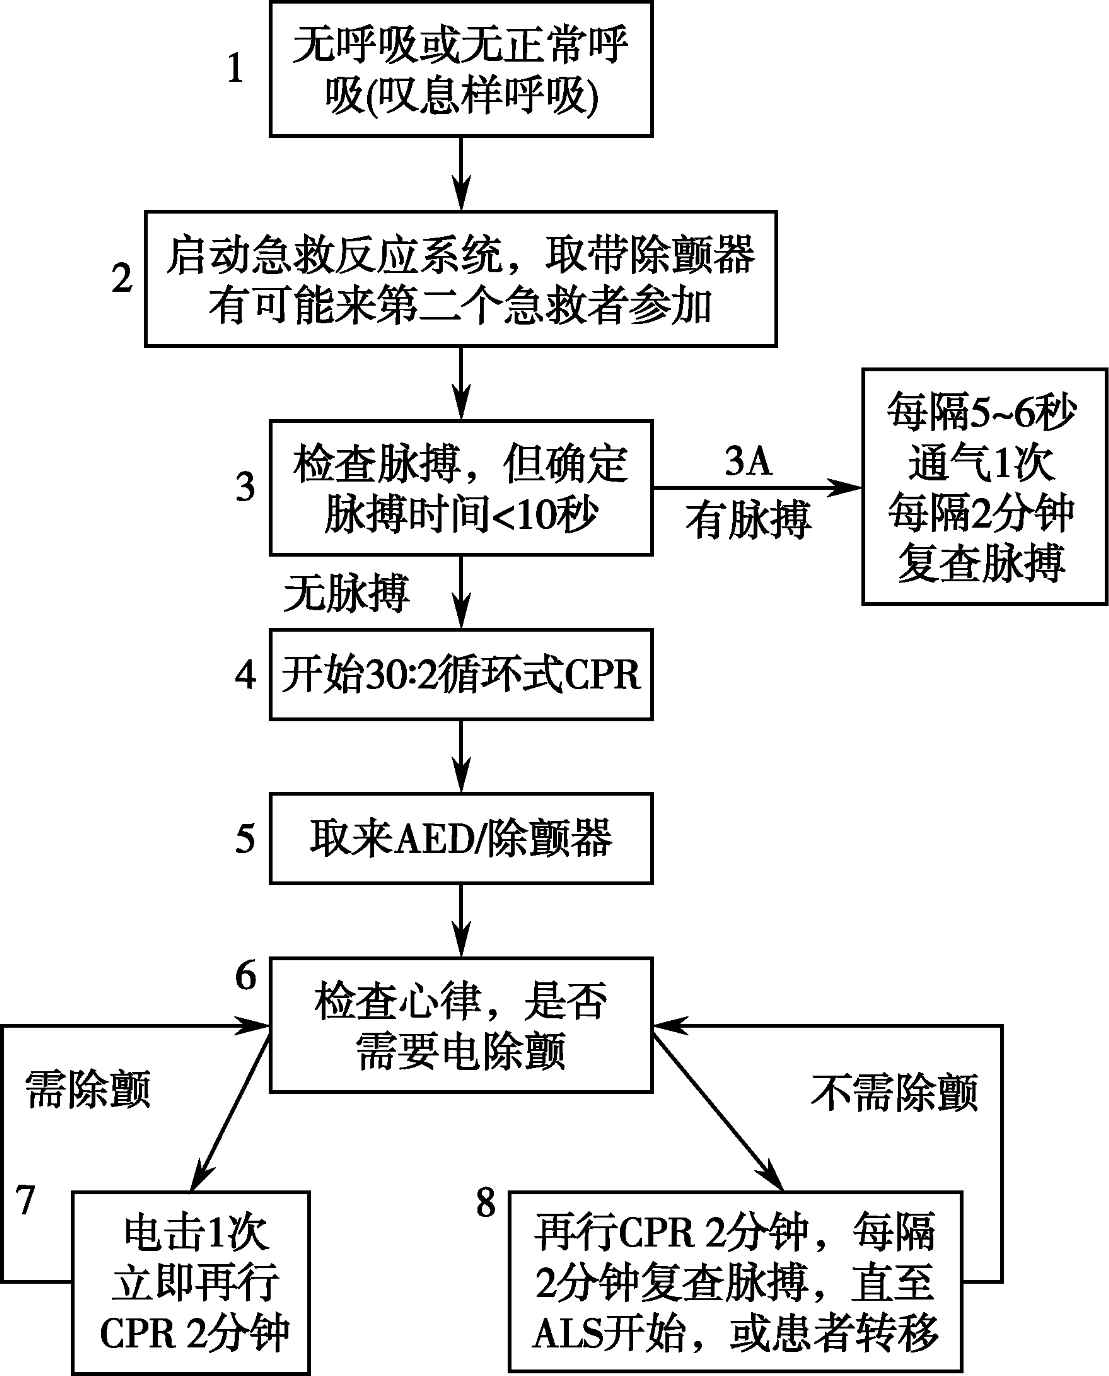 1
无呼吸或无正常呼
吸(叹息样呼吸)
2
启动急救反应系统，取带除颤器
有可能来第二个急救者参加
3
检查脉搏，但确定
脉搏时间<10秒
3A
有脉搏
每隔5~6秒
通气1次
每隔2分钟
复查脉搏
无脉搏
4
开始30:2循环式CPR
5
取来AED/除颤器
6
检查心律，是否
需要电除颤
需除颤
不需除颤
7
电击1次
立即再行
CPR 2分钟
8
再行CPR 2分钟，每隔
2分钟复查脉搏，直至
ALS开始，或患者转移